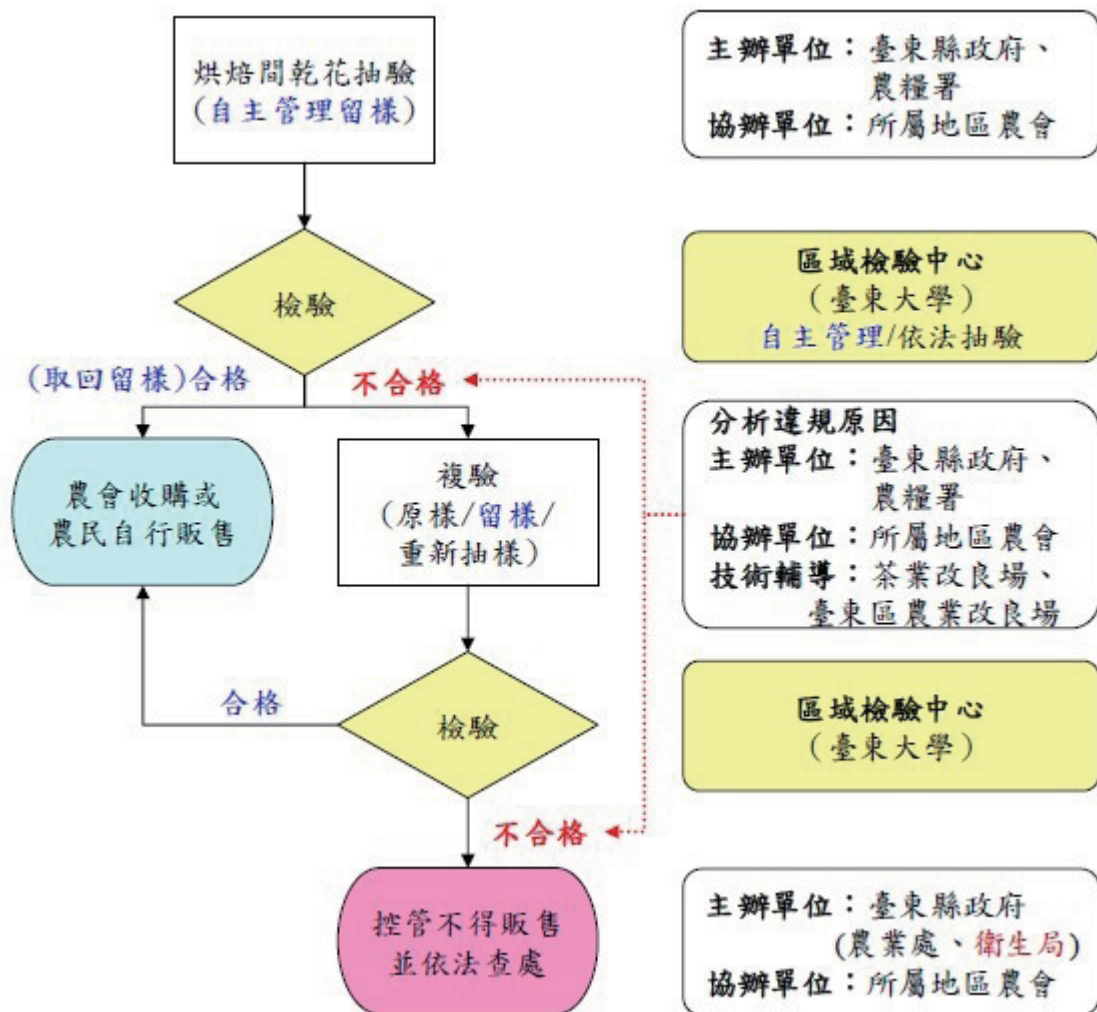 烘焙間乾花抽驗
(自主管理留樣)
主辦單位：臺東縣政府、
農糧署
協辦單位：所屬地區農會
檢驗
區域檢驗中心
（臺東大學）
自主管理/依法抽驗
(取回留樣)合格
不合格
農會收購或
農民自行販售
複驗
(原樣/留樣/
重新抽樣)
分析違規原因
主辦單位：臺東縣政府、
農糧署
協辦單位：所屬地區農會
技術輔導：茶業改良場、
臺東區農業改良場
合格
檢驗
區域檢驗中心
（臺東大學）
不合格
控管不得販售
並依法查處
主辦單位：臺東縣政府
(農業處、衛生局)
協辦單位：所屬地區農會